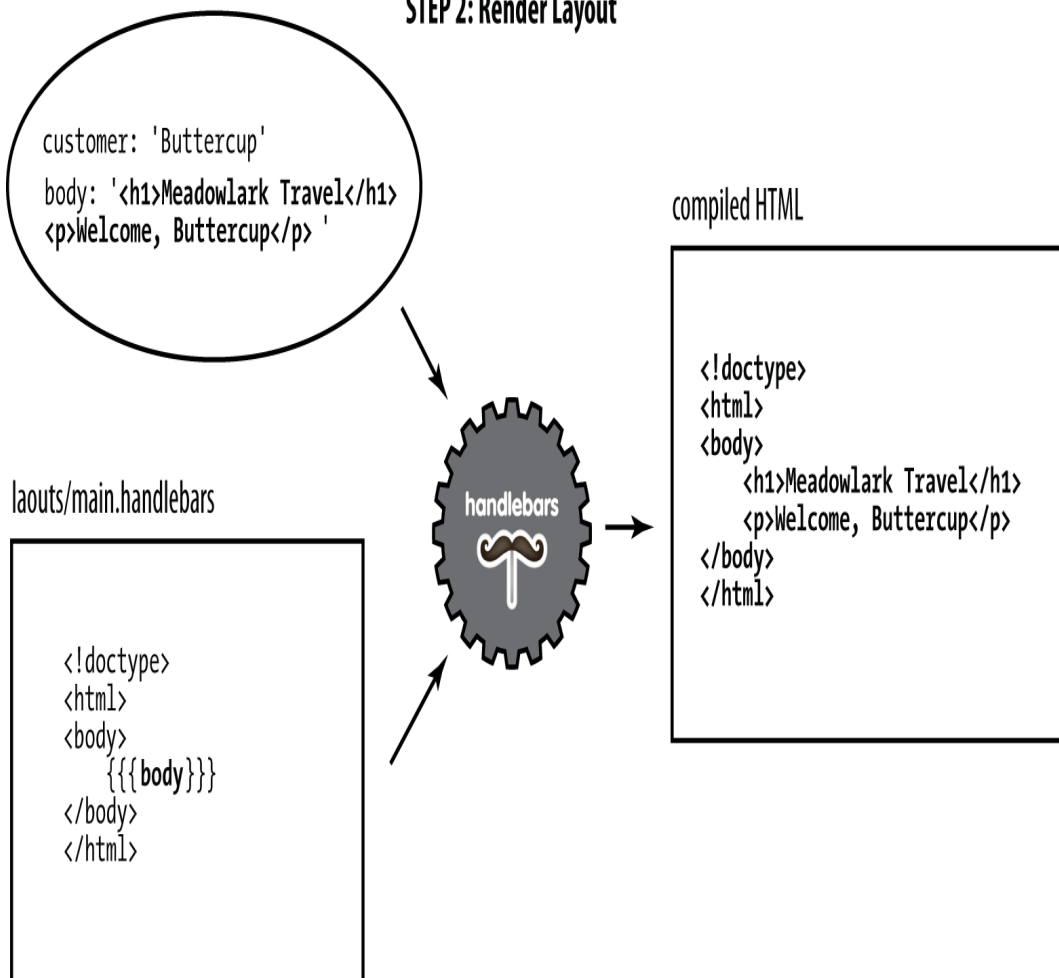 STEP 2: Render Layout
customer: 'Buttercup'
body: '<h1>Meadowlark Travel</h1>
<p>Welcome, Buttercup</p> '
compiled HTML
<!doctype>
<html>
<body>
<h1>Meadowlark Travel</h1>
<p>Welcome, Buttercup</p>
</body>
</html>
handlebars
laouts/main.handlebars
<!doctype>
<html>
<body>
{{{body}}}
</body>
</html>